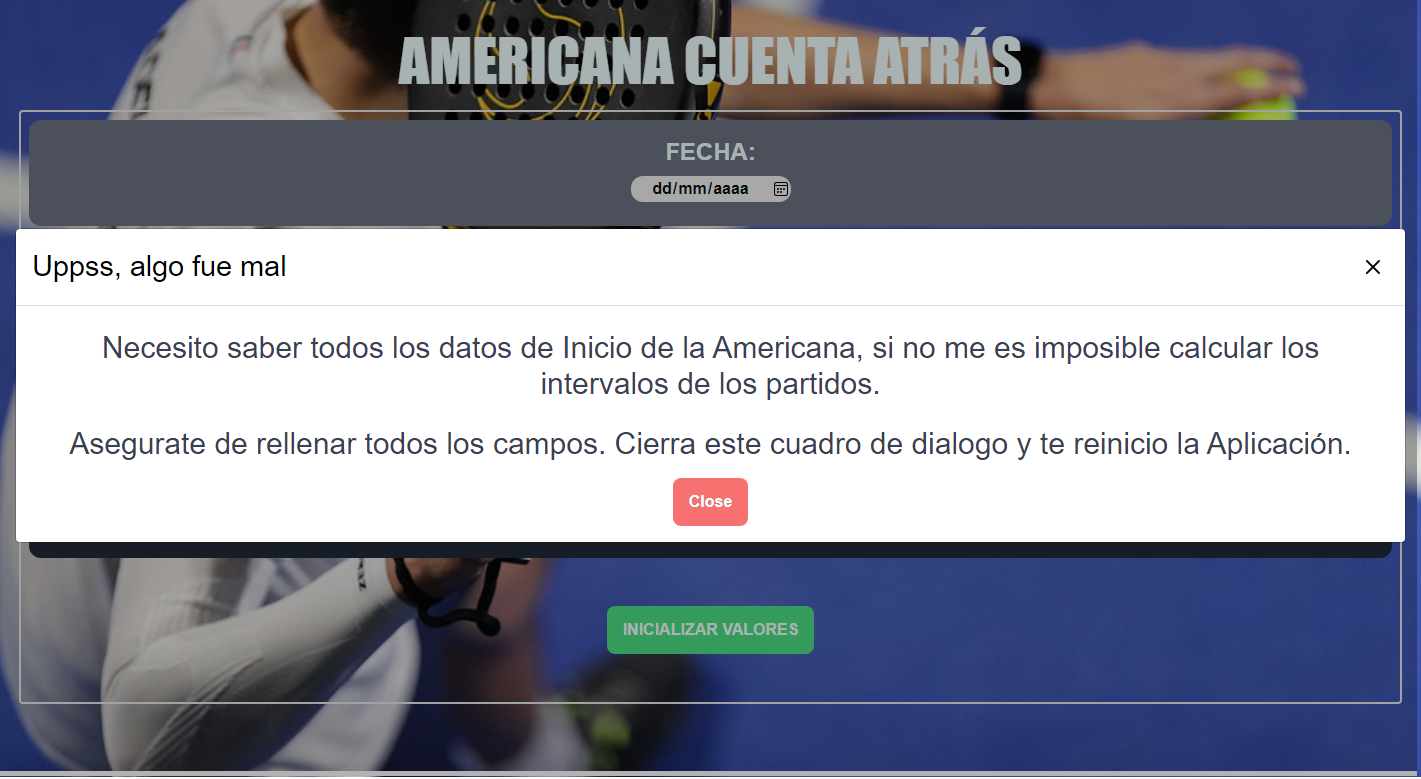 AMERICANA CUENTA ATRÁS
FECHA:
dd/mm/aaaa
Uppss, algo fue mal
Necesito saber todos los datos de Inicio de la Americana, si no me es imposible calcular los
intervalos de los partidos.
Asegurate de rellenar todos los campos. Cierra este cuadro de dialogo y te reinicio la Aplicación.
Close
INICIALIZAR VALORES